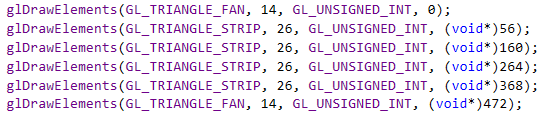 glDrawElements(GL_TRIANGLE_FAN, 14, GL_UNSIGNED_INT, 0);
glDrawElements(GL_TRIANGLE_STRIP, 26, GL_UNSIGNED_INT, (void*)56);
glDrawElements(GL_TRIANGLE_STRIP, 26, GL_UNSIGNED_INT, (void*)160);
glDrawElements(GL_TRIANGLE_STRIP, 26, GL_UNSIGNED_INT, (void*)264);
glDrawElements(GL_TRIANGLE_STRIP, 26, GL_UNSIGNED_INT, (void*)368);
glDrawElements(GL_TRIANGLE_FAN, 14, GL_UNSIGNED_INT, (void*)472);